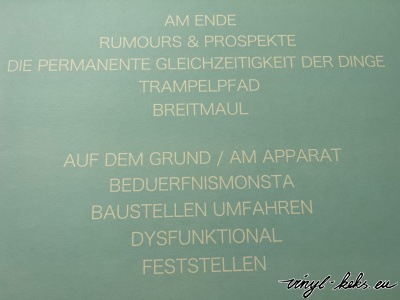 AM ENDE
RUMOURS & PROSPEKTE
DIE PERMANENTE GLEICHZEITIGKEIT DER DINGE
TRAMPELPFAD
BREITMAUL
AUF DEM GRUND / AM APPARAT
BEDUERFNISMONSTA
BAUSTELLEN UMFAHREN
DYSFUNKTIONAL
FESTSTELLEN
vinyl-keks.eu